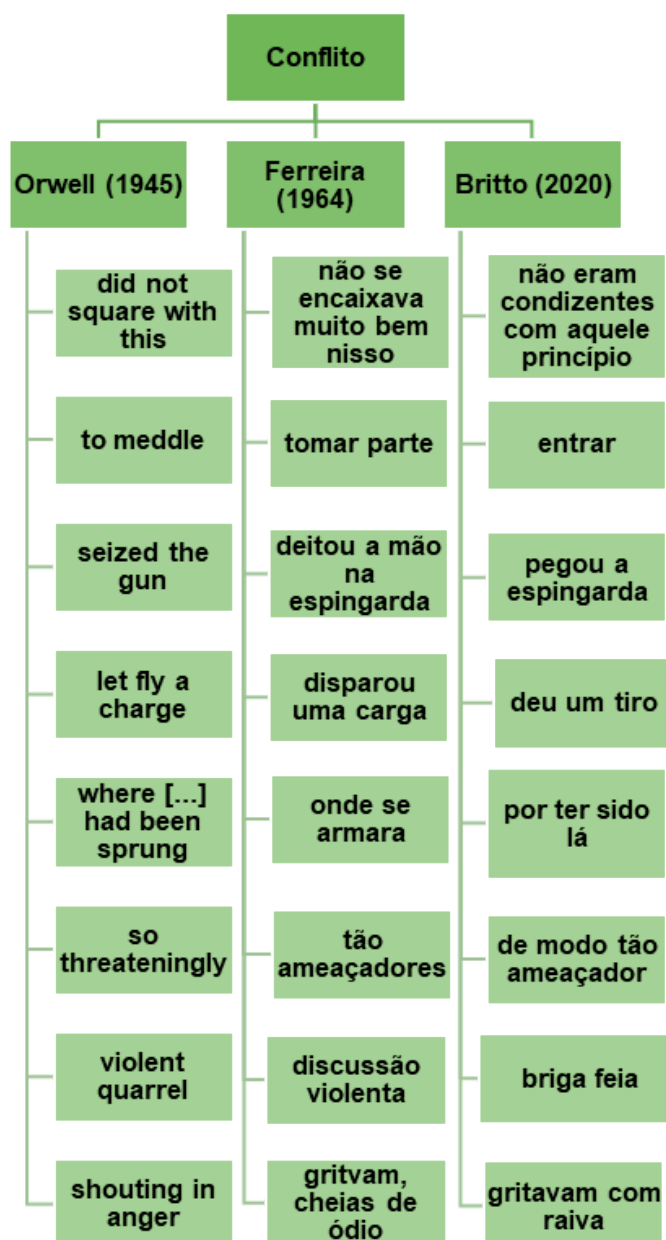 Conflito
Orwell (1945)
did not
square with
this
to meddle
seized the
gun
let fly a
charge
where [...]
had been
sprung
so
threateningly
violent
quarrel
shouting in
anger
Ferreira
(1964)
não se
encaixava
muito bem
nisso
tomar parte
deitou a mão
na
espingarda
disparou
uma carga
onde se
armara
tão
ameaçadores
discussão
violenta
gritvam,
cheias de
ódio
Britto (2020)
não eram
condizentes
com aquele
princípio
entrar
pegou a
espingarda
deu um tiro
por ter sido
lá
de modo tão
ameaçador
briga feia
gritavam com
raiva